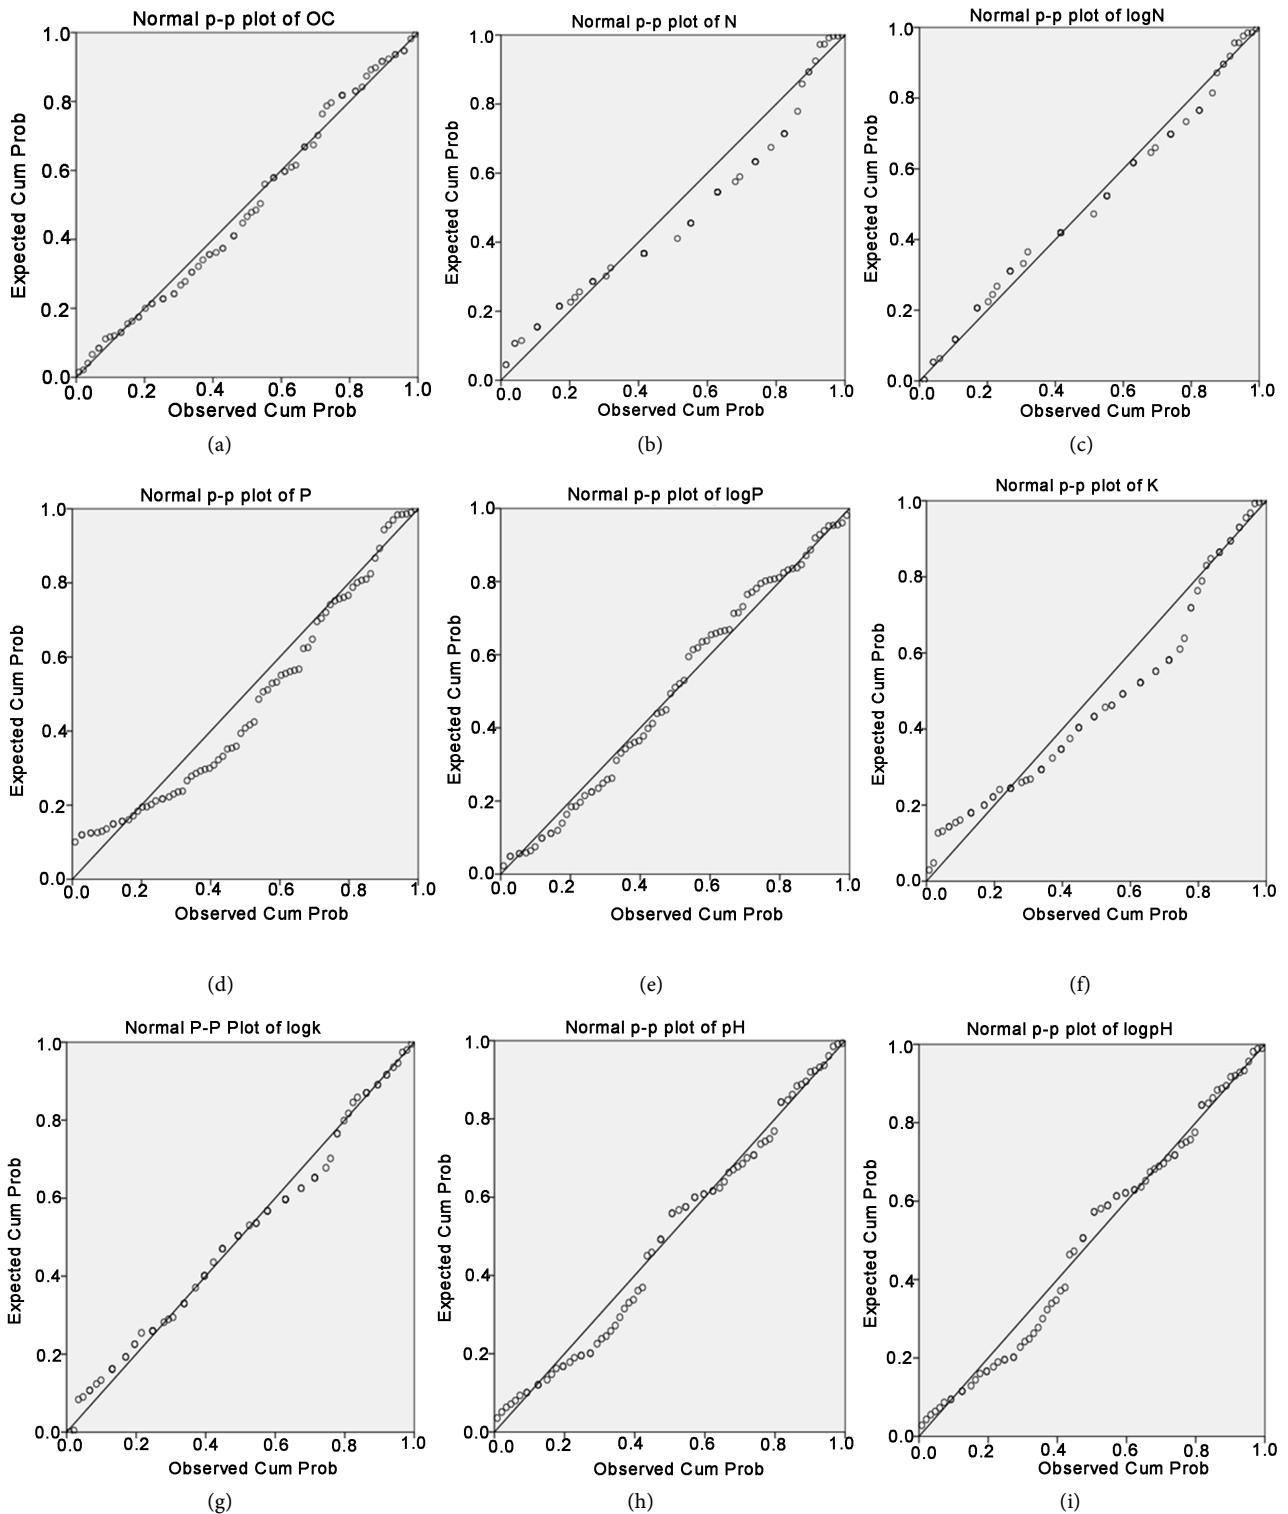 Normal p-p plot of OC
1.0
0.8
0.6
0.4
0.2
0.0
Expected Cum Prob
0.0 0.2 0.4 0.6 0.8 1.0
Observed Cum Prob
(a)
Normal p-p plot of N
1.0
0.8
0.6
0.4
0.2
0.0
Expected Cum Prob
0.0 0.2 0.4 0.6 0.8 1.0
Observed Cum Prob
(b)
Normal p-p plot of logN
1.0
0.8
0.6
0.4
0.2
0.0
Expected Cum Prob
0.0 0.2 0.4 0.6 0.8 1.0
Observed Cum Prob
(c)
Normal p-p plot of P
1.0
0.8
0.6
0.4
0.2
0.0
Expected Cum Prob
0.0 0.2 0.4 0.6 0.8 1.0
Observed Cum Prob
(d)
Normal p-p plot of logP
1.0
0.8
0.6
0.4
0.2
0.0
Expected Cum Prob
0.0 0.2 0.4 0.6 0.8 1.0
Observed Cum Prob
(e)
Normal p-p plot of K
1.0
0.8
0.6
0.4
0.2
0.0
Expected Cum Prob
0.0 0.2 0.4 0.6 0.8 1.0
Observed Cum Prob
(f)
Normal P-P Plot of logk
1.0
0.8
0.6
0.4
0.2
0.0
Expected Cum Prob
0.0 0.2 0.4 0.6 0.8 1.0
Observed Cum Prob
(g)
Normal p-p plot of pH
1.0
0.8
0.6
0.4
0.2
0.0
Expected Cum Prob
0.0 0.2 0.4 0.6 0.8 1.0
Observed Cum Prob
(h)
Normal p-p plot of logpH
1.0
0.8
0.6
0.4
0.2
0.0
Expected Cum Prob
0.0 0.2 0.4 0.6 0.8 1.0
Observed Cum Prob
(i)